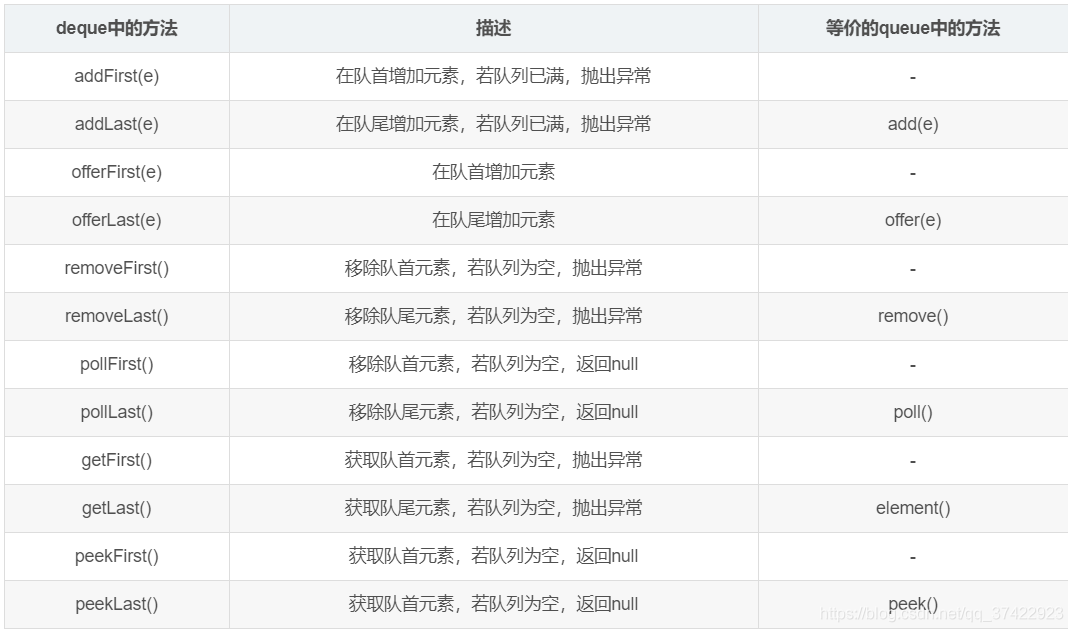 deque中的方法 描述 等价的queue中的方法
addFirst(e) 在队首增加元素，若队列已满，抛出异常 -
addLast(e) 在队尾增加元素，若队列已满，抛出异常 add(e)
offerFirst(e) 在队首增加元素 -
offerLast(e) 在队尾增加元素 offer(e)
removeFirst() 移除队首元素，若队列为空，抛出异常 -
removeLast() 移除队尾元素，若队列为空，抛出异常 remove()
pollFirst() 移除队首元素，若队列为空，返回null -
pollLast() 移除队尾元素，若队列为空，返回null poll()
getFirst() 获取队首元素，若队列为空，抛出异常 -
getLast() 获取队尾元素，若队列为空，抛出异常 element()
peekFirst() 获取队首元素，若队列为空，返回null -
peekLast() 获取队首元素，若队列为空，返回null peek()
https://blog.csdn.net/qq_37422923